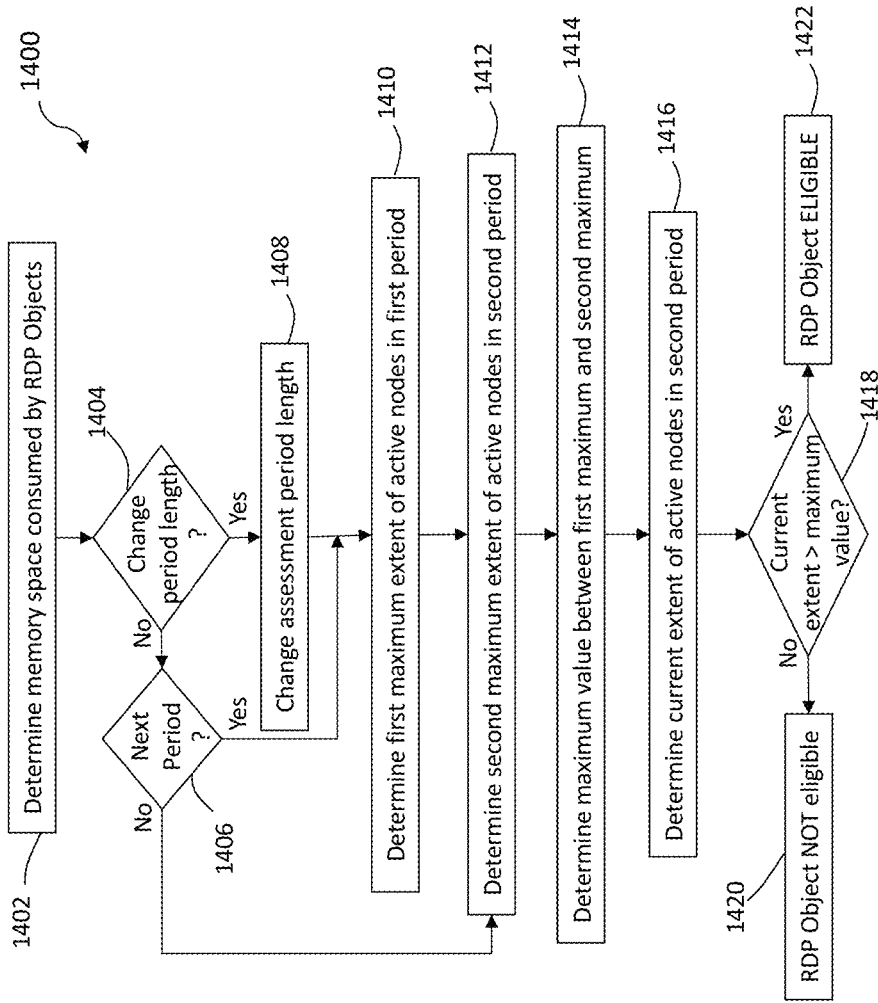 1400
Determine memory space consumed by RDP Objects
1402
1404
Change
period length
?
No
Yes
Next
Period
?
No
Yes
1406
Change assessment period length
1408
Determine first maximum extent of active nodes in first period
1410
Determine second maximum extent of active nodes in second period
1412
Determine maximum value between first maximum and second maximum
1414
Determine current extent of active nodes in second period
1416
Current
extent > maximum
value?
No
Yes
1418
RDP Object NOT eligible
1420
RDP Object ELIGIBLE
1422